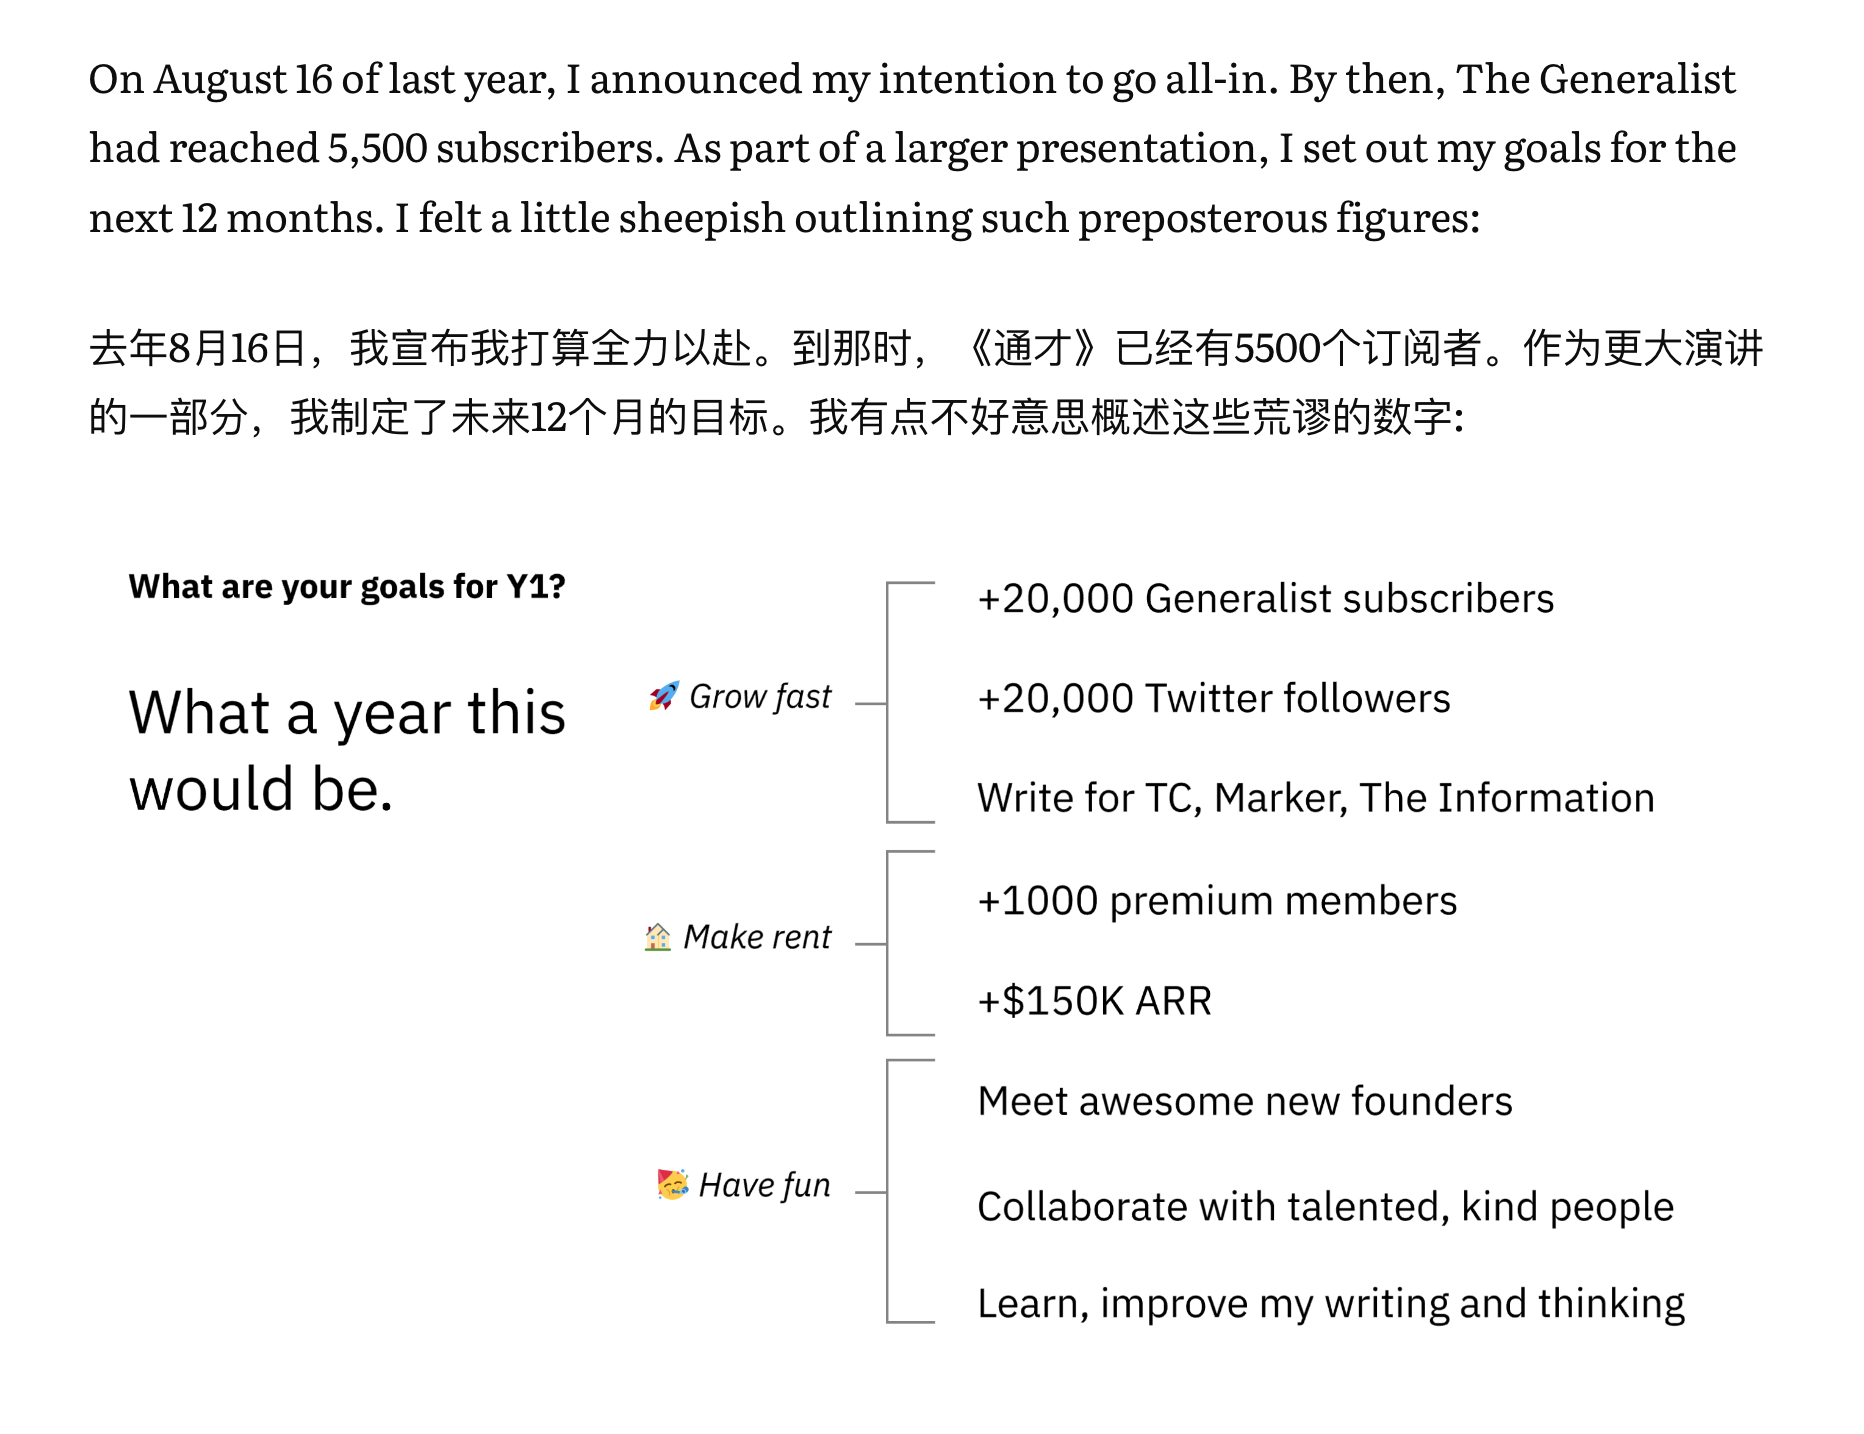 On August 16 of last year, I announced my intention to go all-in. By then, The Generalist
had reached 5,500 subscribers. As part of a larger presentation, I set out my goals for the
next 12 months. I felt a little sheepish outlining such preposterous figures:
去年8月16日，我宣布我打算全力以赴。到那时，《通才》已经有5500个订阅者。作为更大演讲
的一部分，我制定了未来12个月的目标。我有点不好意思概述这些荒谬的数字:
What are your goals for Y1?
What a year this
would be.
🚀 Grow fast
+20,000 Generalist subscribers
+20,000 Twitter followers
Write for TC, Marker, The Information
🏠 Make rent
+1000 premium members
+$150K ARR
🥳 Have fun
Meet awesome new founders
Collaborate with talented, kind people
Learn, improve my writing and thinking